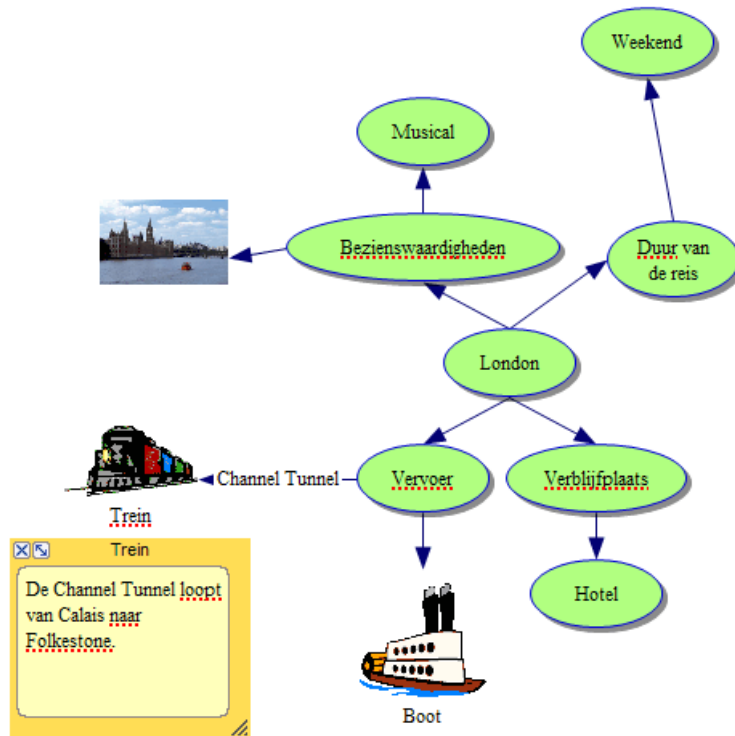 Weekend
Musical
Bezienswaardigheden
Duur van
de reis
London
Channel Tunnel
Vervoer
Verblijfplaats
Trein
Trein
De Channel Tunnel loopt
van Calais naar
Folkestone.
Hotel
Boot